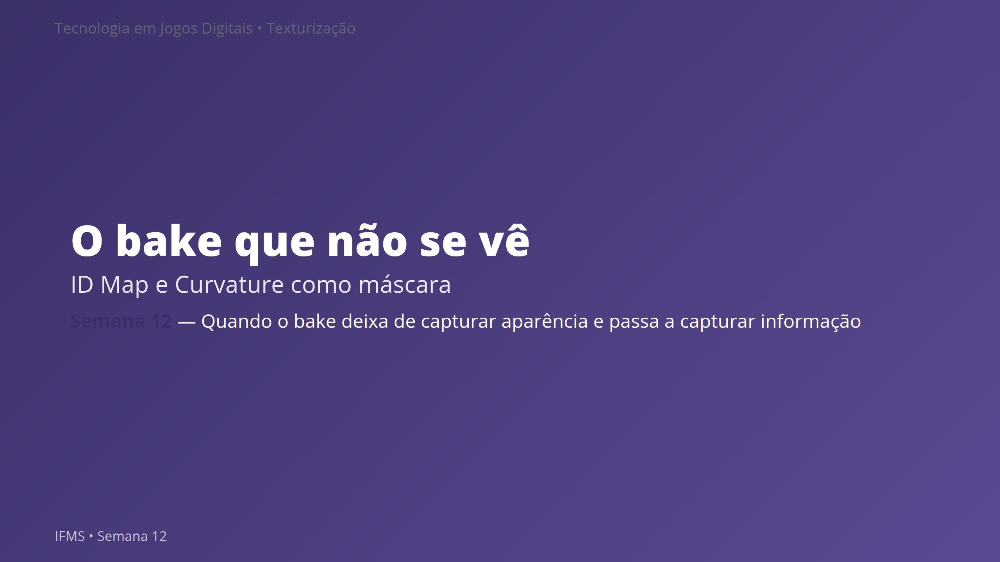 Tecnologia em Jogos Digitais • Texturização
O bake que não se vê
ID Map e Curvature como máscara
Semana 12 — Quando o bake deixa de capturar aparência e passa a capturar informação
IFMS • Semana 12